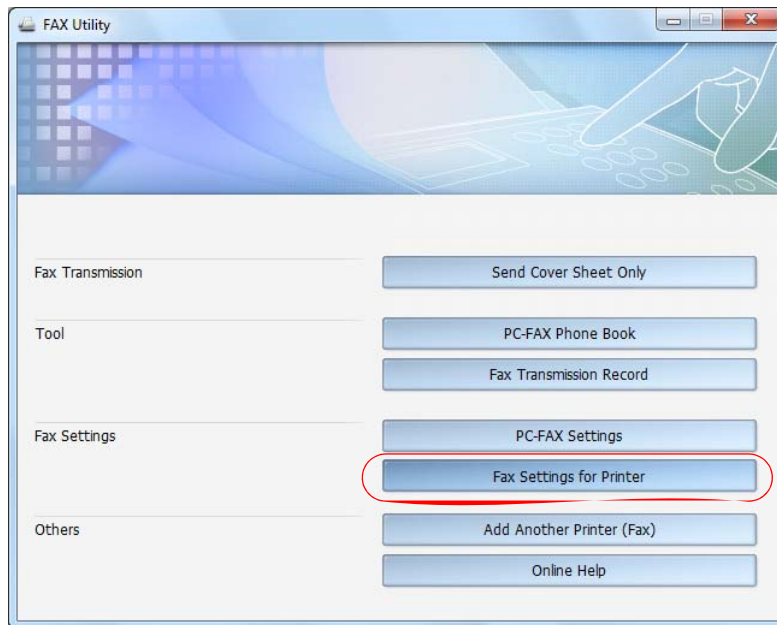 FAX Utility
Fax Transmission
Send Cover Sheet Only
Tool
PC-FAX Phone Book
Fax Transmission Record
Fax Settings
PC-FAX Settings
Fax Settings for Printer
Others
Add Another Printer (Fax)
Online Help